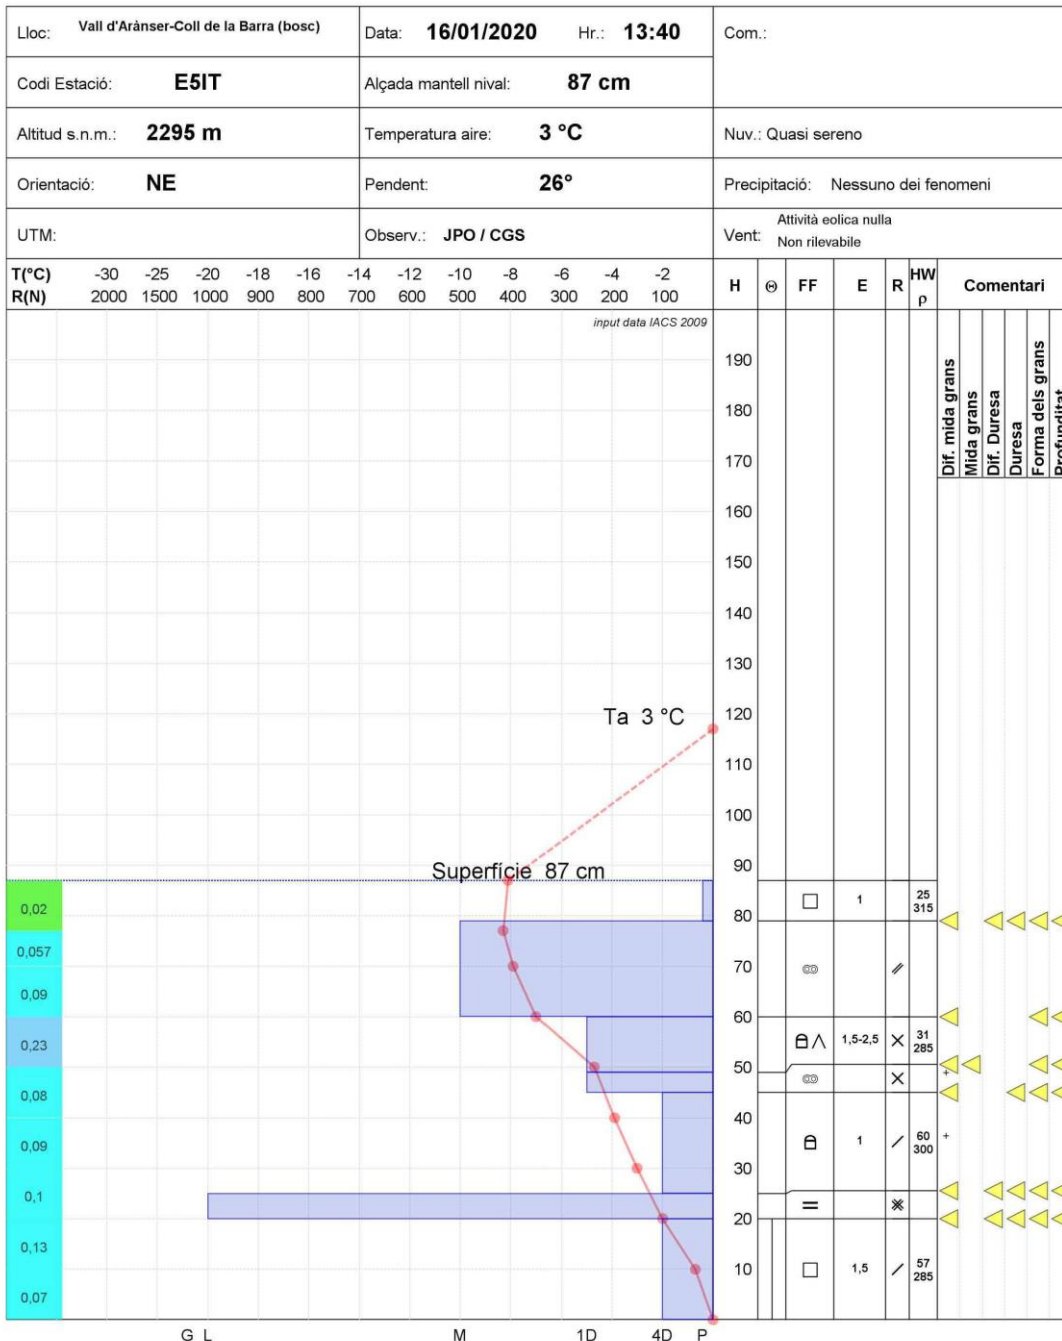 Lloc: Vall d'Arànser-Coll de la Barra (bosc) Data: 16/01/2020 Hr.: 13:40 Com.:
Codi Estació: E5IT Alçada mantell nival: 87 cm
Altitud s.n.m.: 2295 m Temperatura aire: 3 °C Nuv.: Quasi sereno
Orientació: NE Pendent: 26° Precipitació: Nessuno dei fenomeni
UTM: Observ.: JPO / CGS Vent: Attività eolica nulla
Non rilevabile
T(°C) -30 -25 -20 -18 -16 -14 -12 -10 -8 -6 -4 -2
R(N) 2000 1500 1000 900 800 700 600 500 400 300 200 100
H Θ FF E R HW ρ Comentari
input data IACS 2009
Dif. mida grans
Mida grans
Dif. Duresa
Duresa
Forma dels grans
Profunditat
190
180
170
160
150
140
130
120
Ta 3 °C
110
100
90
Superfície 87 cm
0,02 80 □ 1 25
315
0,057
70
0,09
60
0,23 1,5-2,5 31
285
50
+
0,08
40
0,09 1 60
300 +
30
0,1
20
0,13
10 □ 1,5 / 57
285
0,07
G L M 1D 4D P